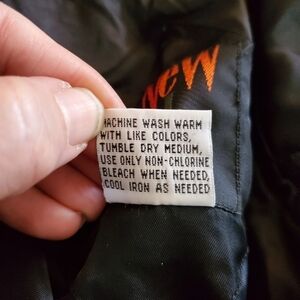 ew
MACHINE WASH WARM
WITH LIKE COLORS,
TUMBLE DRY MEDIUM,
USE ONLY NON-CHLORINE
BLEACH WHEN NEEDED,
COOL IRON AS NEEDED